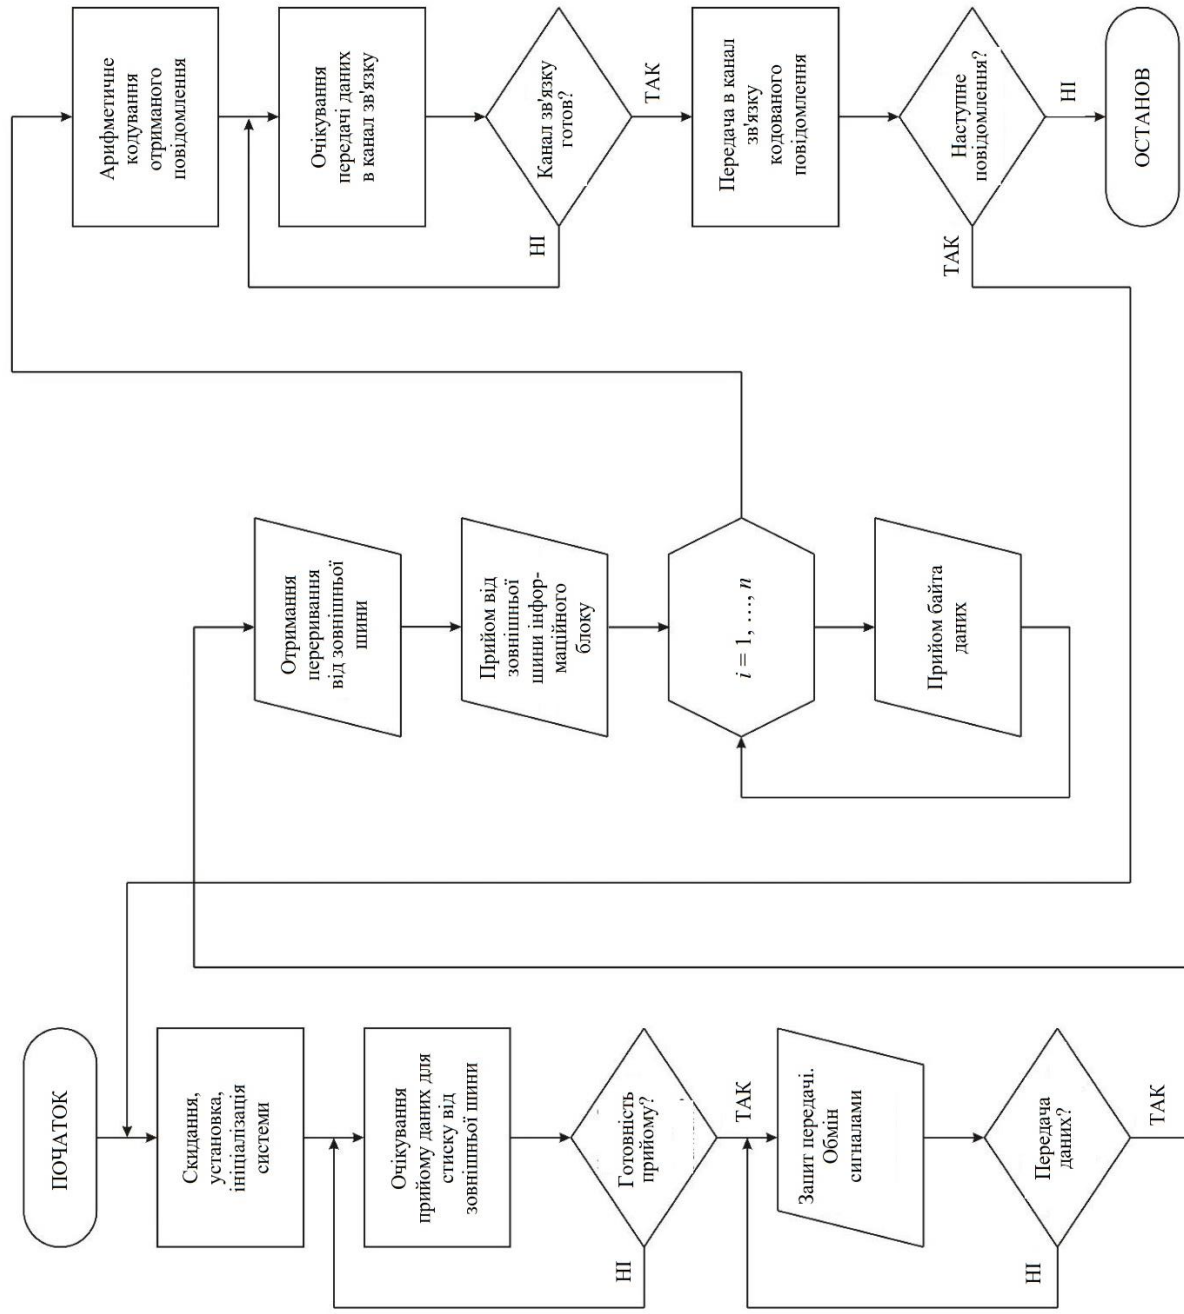 ПОЧАТОК
Скидання,
установка,
ініціалізація
системи
Очікування
прийому даних для
стиску від
зовнішньої шини
Готовність
прийому?
НІ
ТАК
Запит передачі.
Обмін
сигналами
Передача
даних?
НІ
ТАК
Отримання
переривання
від зовнішньої
шини
Прийом від
зовнішньої
шини інфор-
маційного
блоку
i = 1, …, n
Прийом байта
даних
Арифметичне
кодування
отриманого
повідомлення
Очікування
передачі даних
в канал зв'язку
Канал зв'язку
готов?
НІ
ТАК
Передача в канал
зв'язку
кодованого
повідомлення
Наступне
повідомлення?
ТАК
НІ
ОСТАНОВ